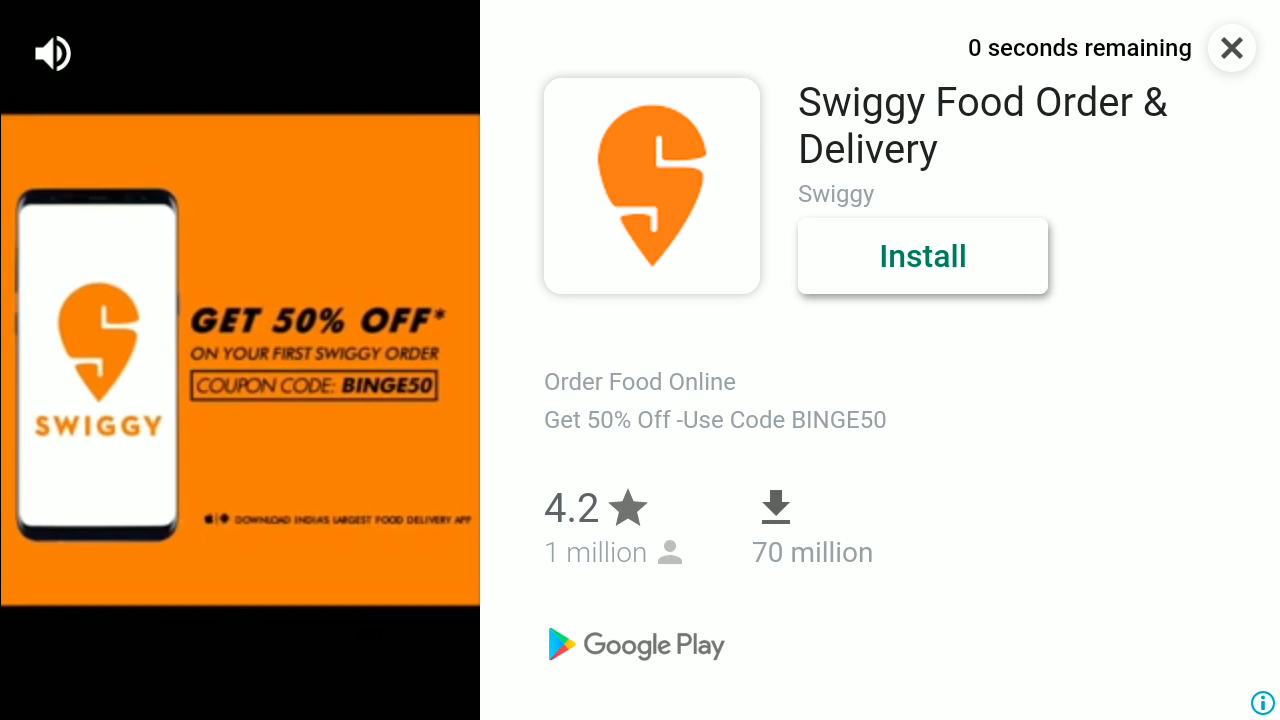 0 seconds remaining
Swiggy Food Order &
Delivery
Swiggy
Install
GET 50% OFF*
ON YOUR FIRST SWIGGY ORDER
COUPON CODE: BINGE50
SWIGGY
DOWNLOAD INDIA'S LARGEST FOOD DELIVERY APP
Order Food Online
Get 50% Off -Use Code BINGE50
4.2
1 million
70 million
Google Play